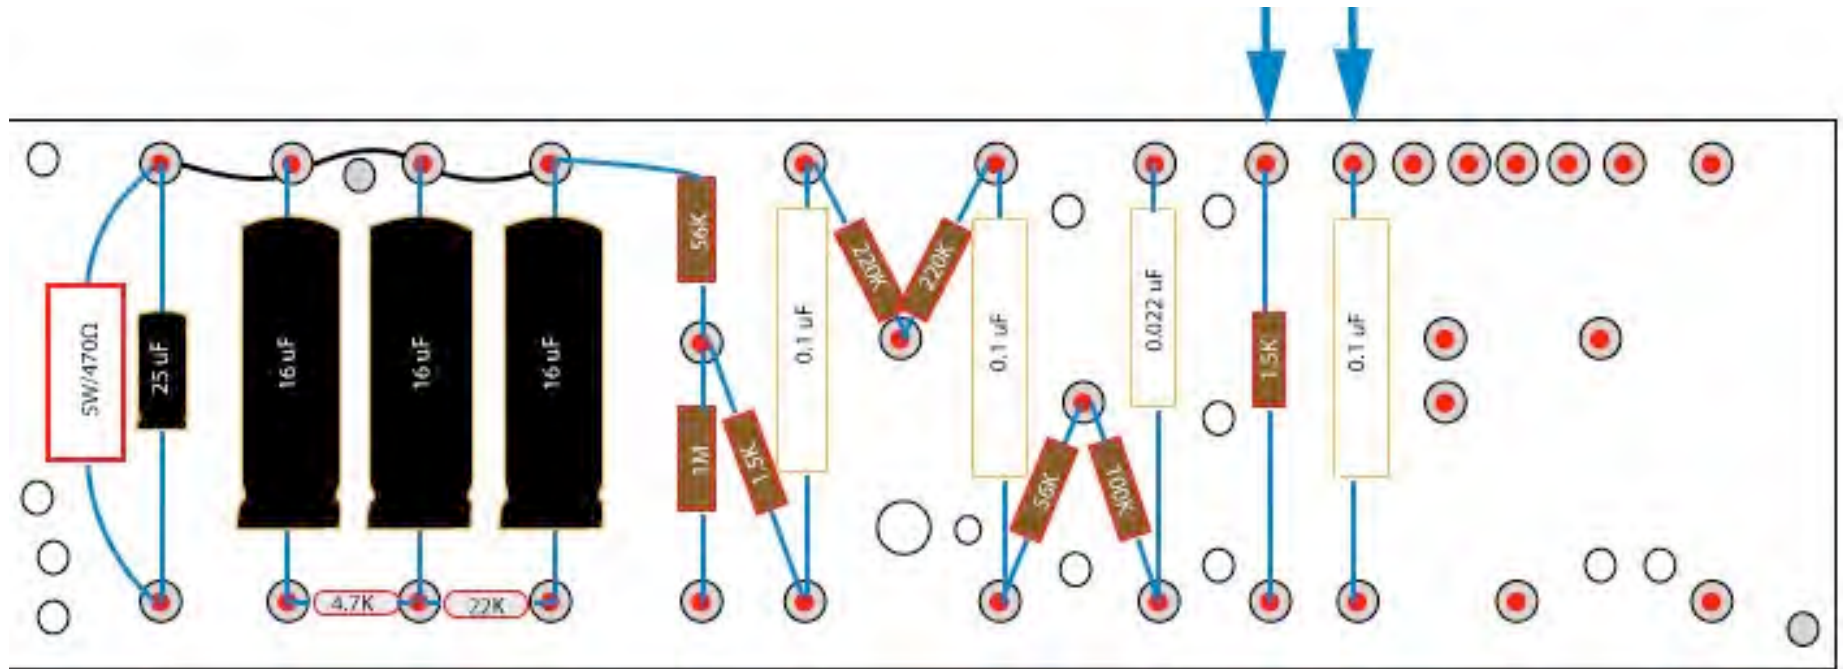 5W/470Ω
25 uF
16 uF
16 uF
16 uF
4.7K
22K
56K
1M
1.5K
0.1 uF
220K
220K
0.1 uF
56K
100K
0.022 uF
1.5K
0.1 uF